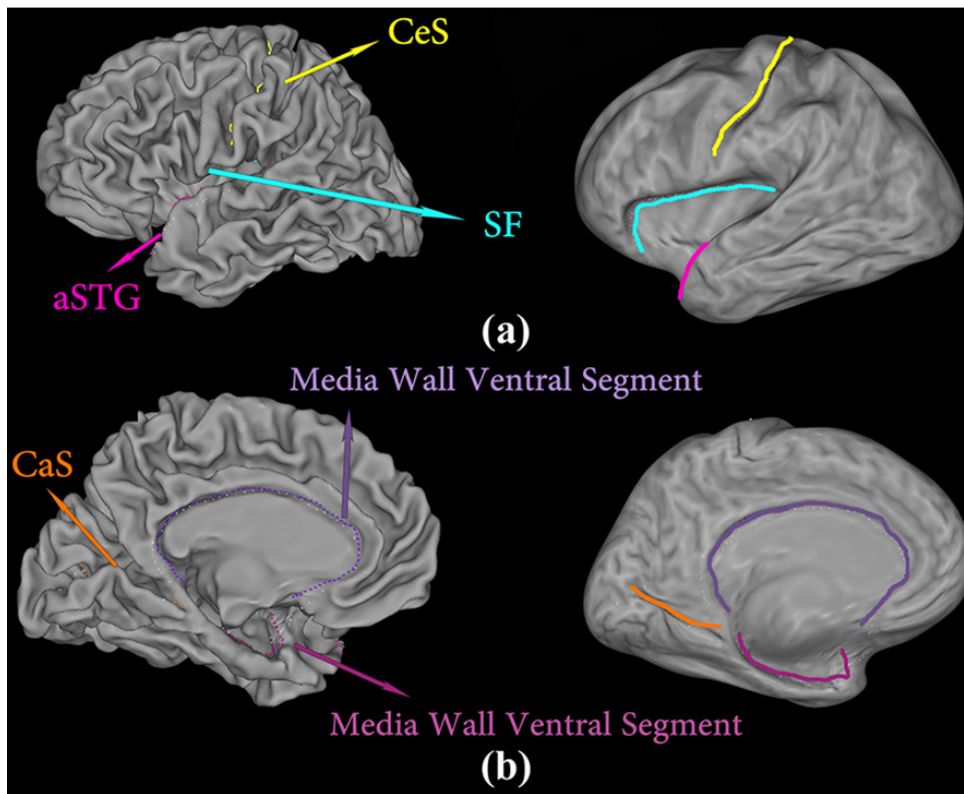 CeS
SF
aSTG
(a)
Media Wall Ventral Segment
CaS
Media Wall Ventral Segment
(b)